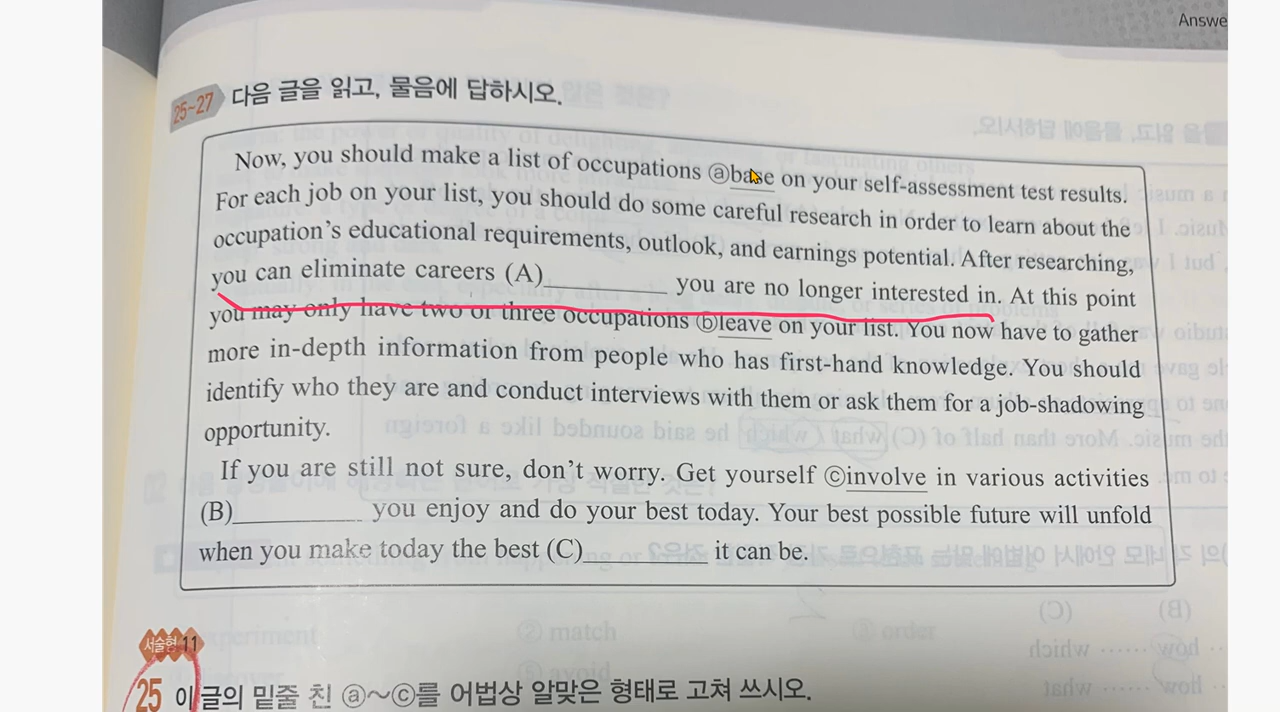 Answe
25~27 다음 글을 읽고, 물음에 답하시오.
Now, you should make a list of occupations ⓐbase on your self-assessment test results.
For each job on your list, you should do some careful research in order to learn about the
occupation's educational requirements, outlook, and earnings potential. After researching,
you can eliminate careers (A)__________ you are no longer interested in. At this point
you may only have two or three occupations ⓑleave on your list. You now have to gather
more in-depth information from people who has first-hand knowledge. You should
identify who they are and conduct interviews with them or ask them for a job-shadowing
opportunity.
If you are still not sure, don't worry. Get yourself ⓒinvolve in various activities
(B)__________ you enjoy and do your best today. Your best possible future will unfold
when you make today the best (C)__________ it can be.
서술형 11
25 이 글의 밑줄 친 ⓐ~ⓒ를 어법상 알맞은 형태로 고쳐 쓰시오.